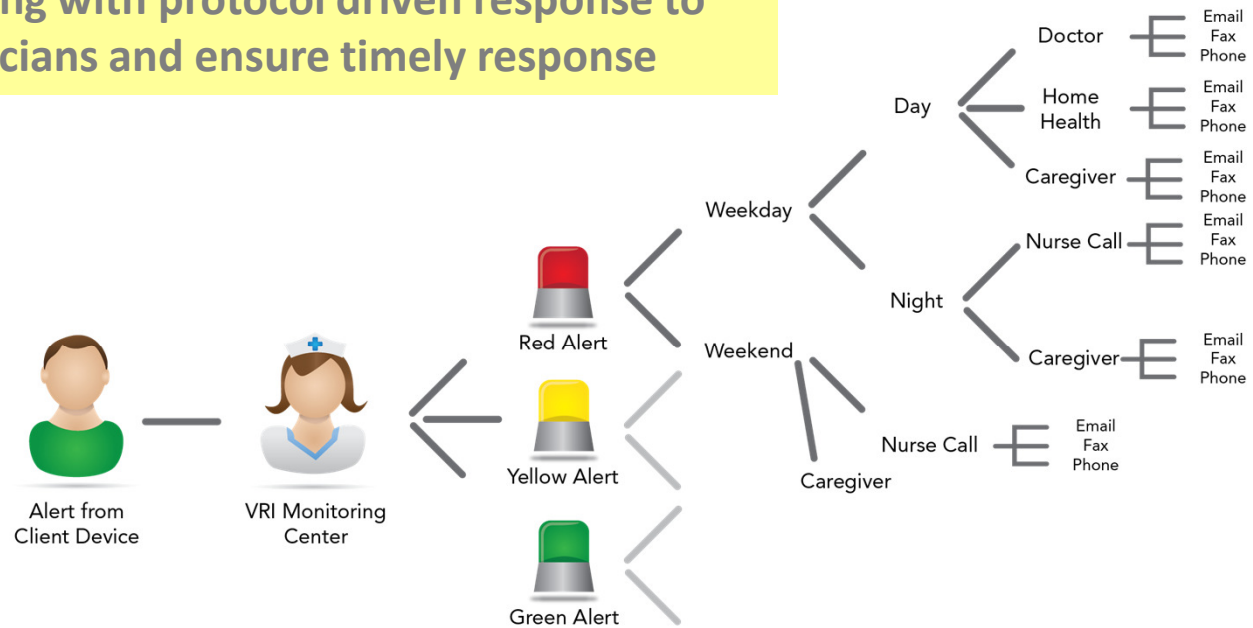 ng with protocol driven response to
cians and ensure timely response
Alert from
Client Device
VRI Monitoring
Center
Red Alert
Yellow Alert
Green Alert
Weekday
Weekend
Day
Night
Doctor
Email
Fax
Phone
Home
Health
Email
Fax
Phone
Caregiver
Email
Fax
Phone
Nurse Call
Email
Fax
Phone
Caregiver
Email
Fax
Phone
Nurse Call
Email
Fax
Phone
Caregiver